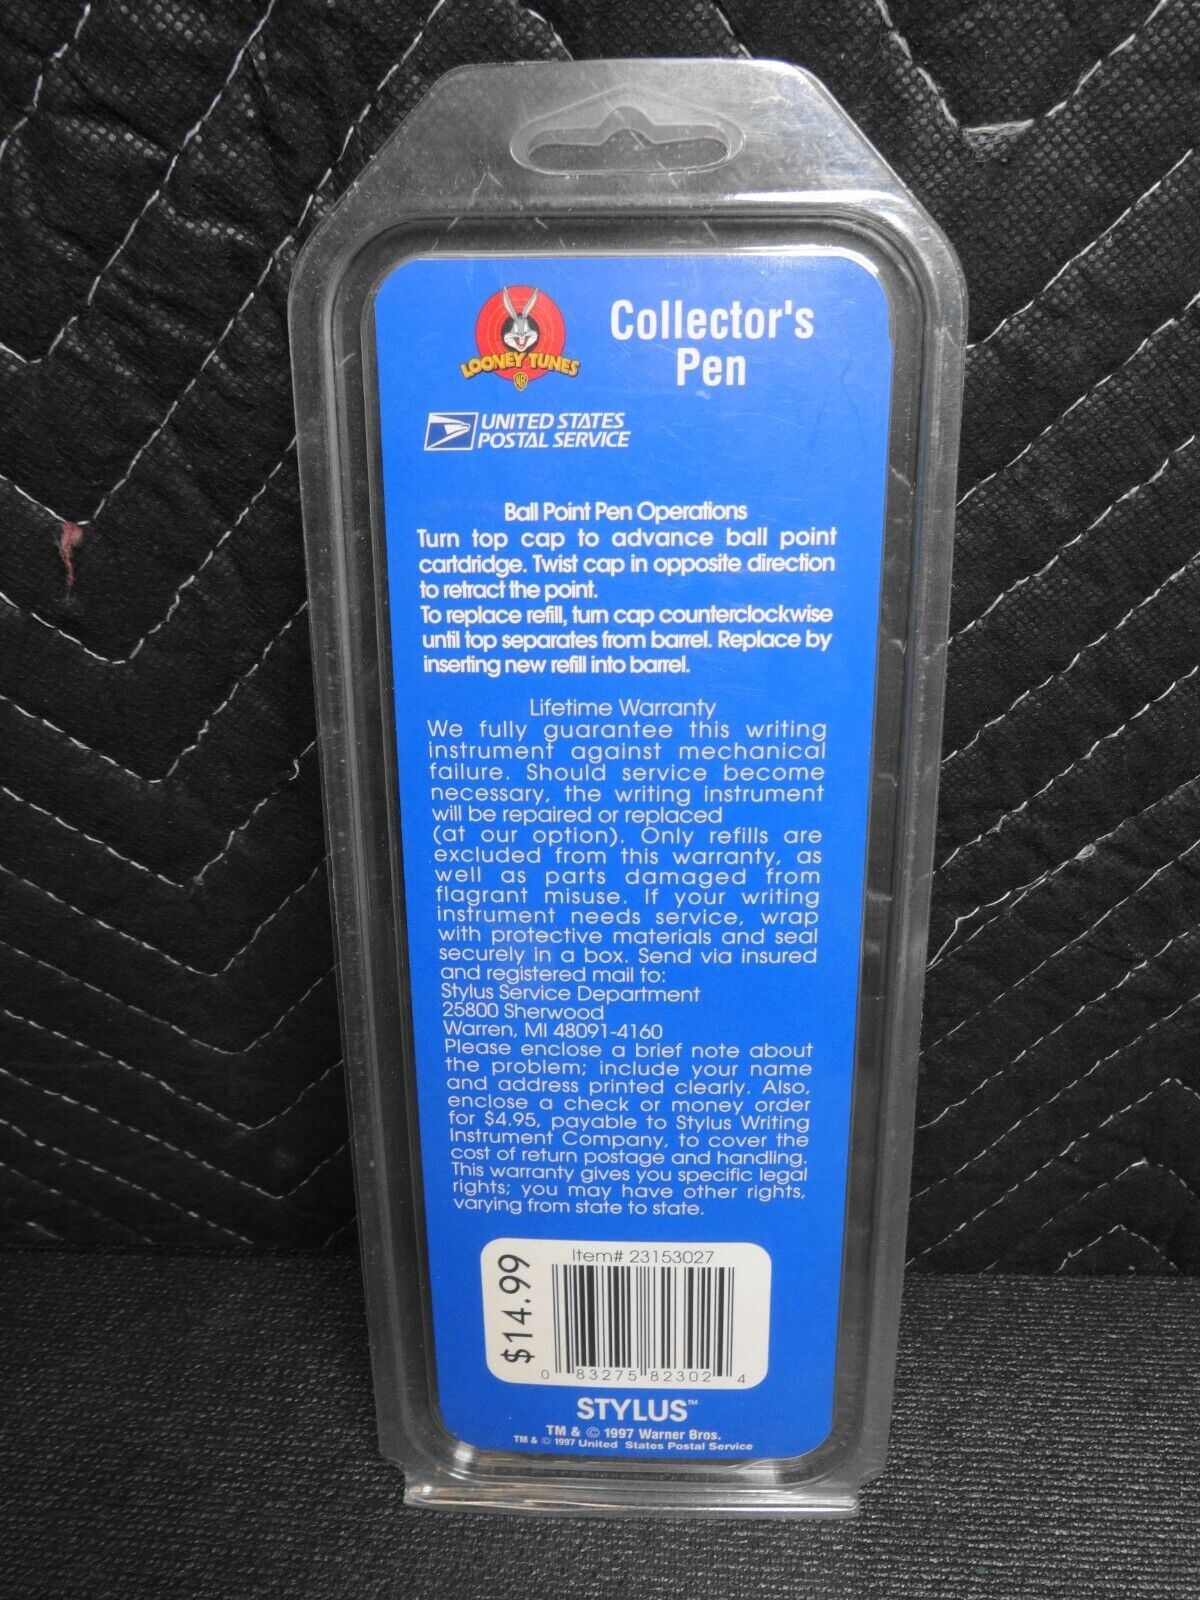 LOONEY TUNES
WB
Collector's
Pen
UNITED STATES
POSTAL SERVICE
Ball Point Pen Operations
Turn top cap to advance ball point
cartdridge. Twist cap in opposite direction
to retract the point.
To replace refill, turn cap counterclockwise
until top separates from barrel. Replace by
inserting new refill into barrel.
Lifetime Warranty
We fully guarantee this writing
instrument against mechanical
failure. Should service become
necessary, the writing instrument
will be repaired or replaced
(at our option). Only refills are
excluded from this warranty, as
well as parts damaged from
flagrant misuse. If your writing
instrument needs service, wrap
with protective materials and seal
securely in a box. Send via insured
and registered mail to:
Stylus Service Department
25800 Sherwood
Warren, MI 48091-4160
Please enclose a brief note about
the problem; include your name
and address printed clearly. Also,
enclose a check or money order
for $4.95, payable to Stylus Writing
Instrument Company, to cover the
cost of return postage and handling.
This warranty gives you specific legal
rights; you may have other rights,
varying from state to state.
$14.99
Item# 23153027
0 83275 82302 4
STYLUS™
TM & © 1997 Warner Bros.
TM & © 1997 United States Postal Service